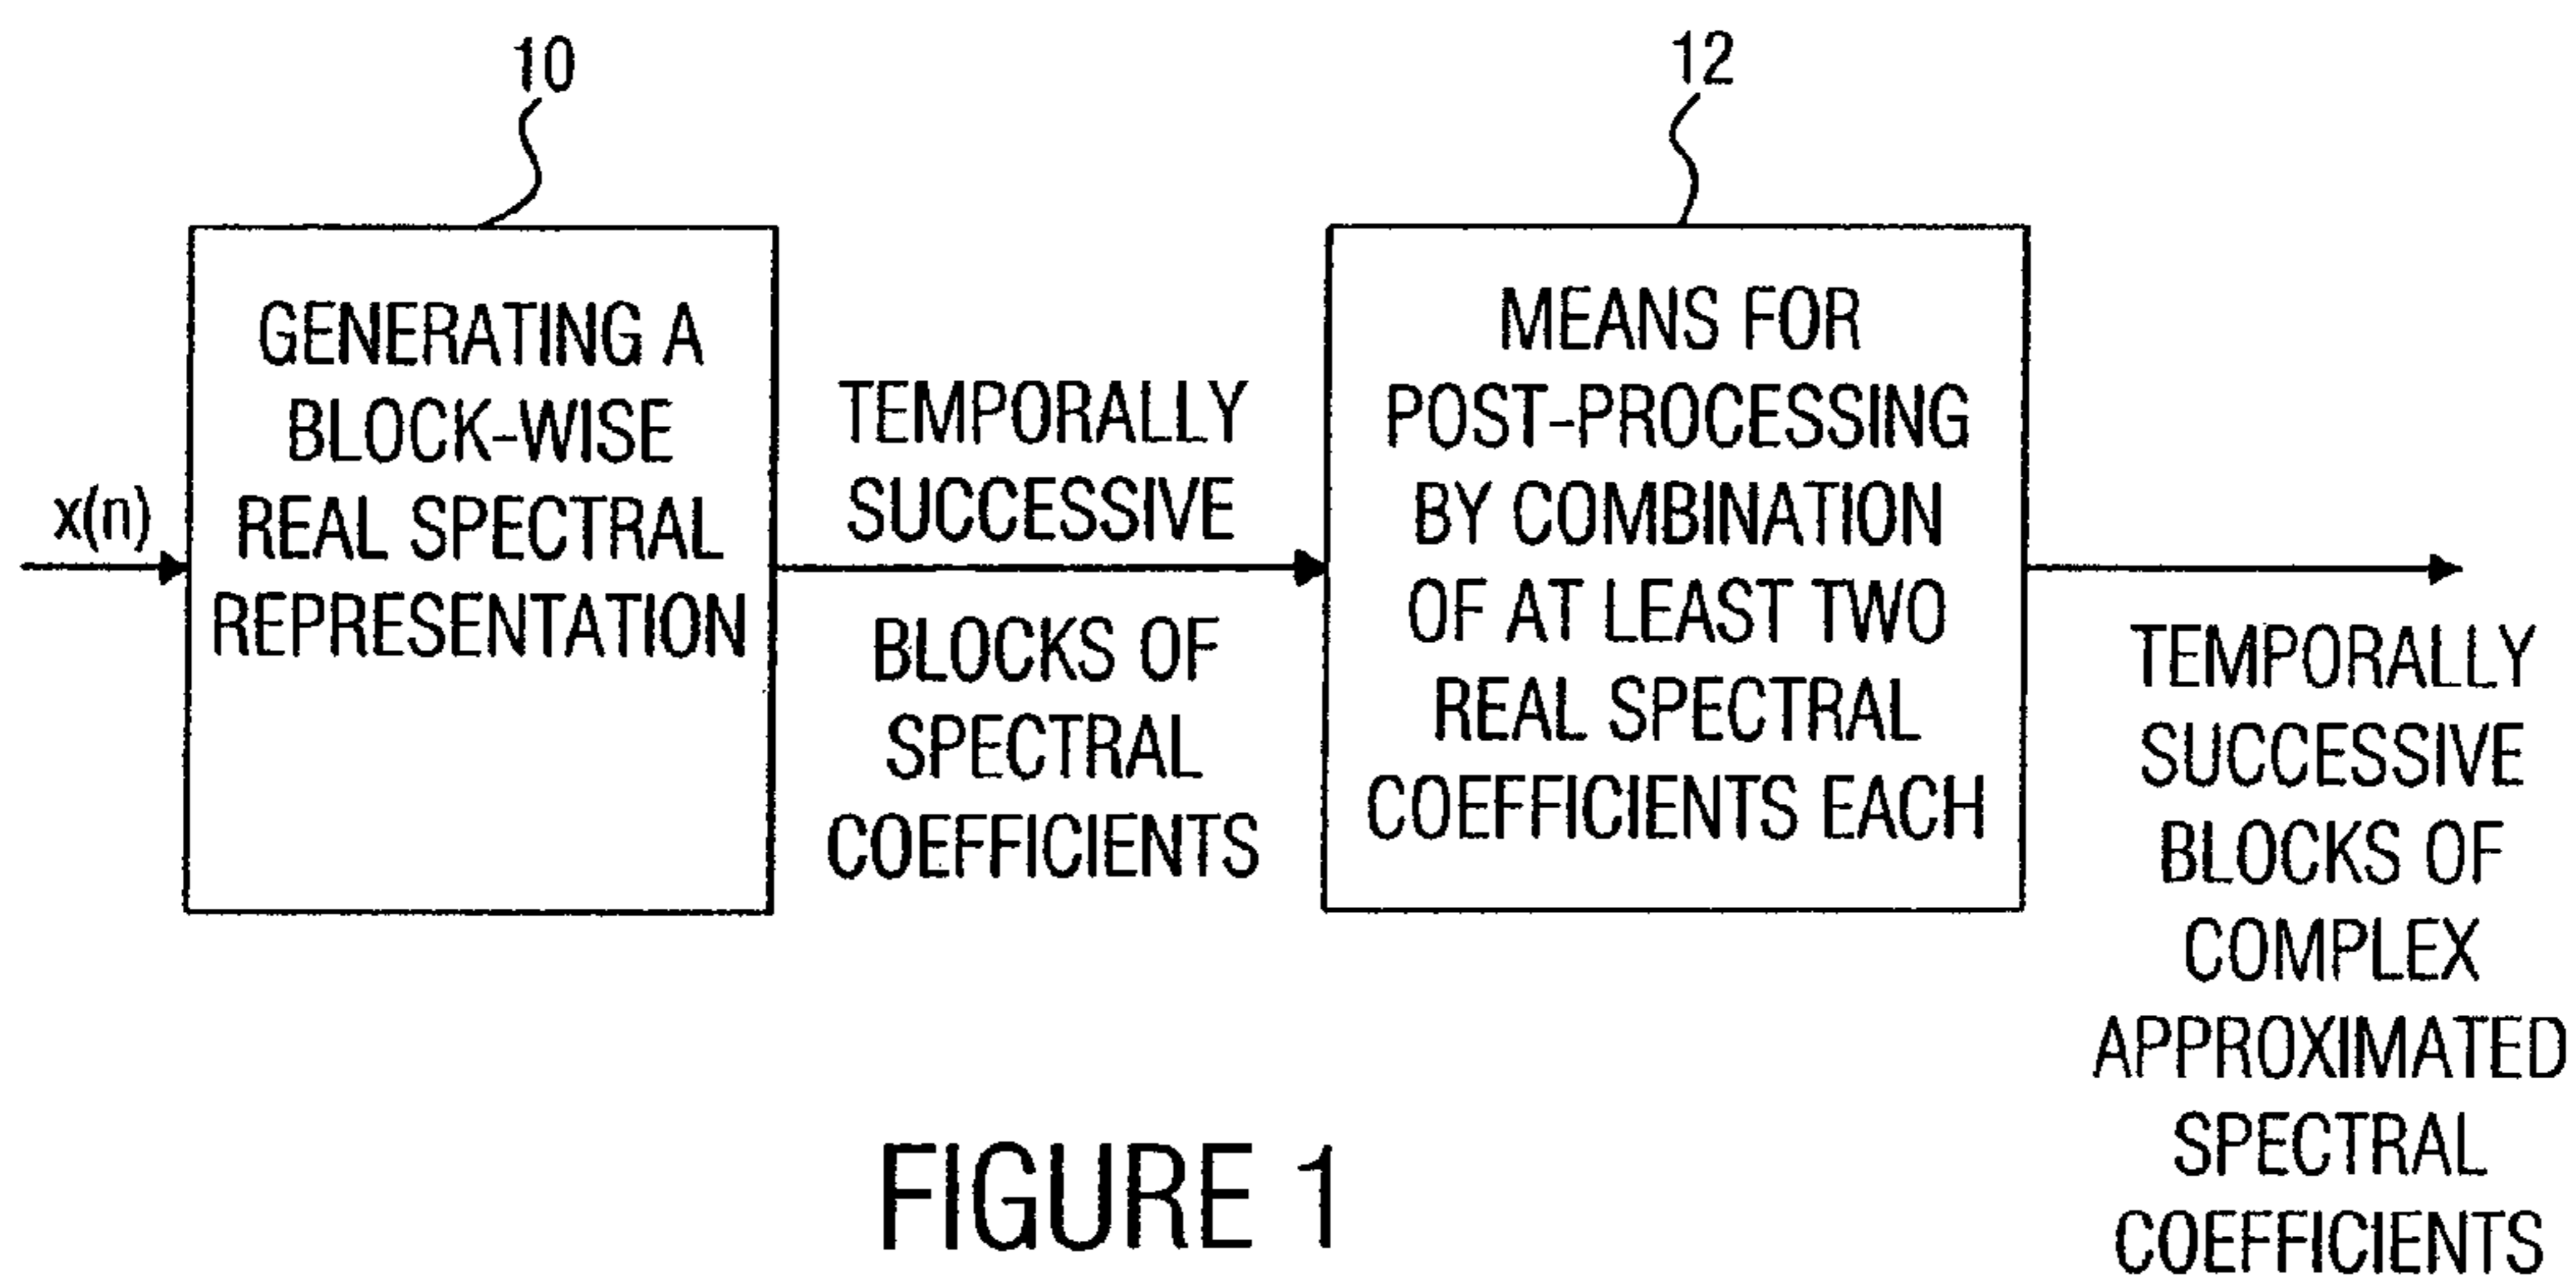 10
12
x(n)
GENERATING A
BLOCK-WISE
REAL SPECTRAL
REPRESENTATION
TEMPORALLY
SUCCESSIVE
BLOCKS OF
SPECTRAL
COEFFICIENTS
MEANS FOR
POST-PROCESSING
BY COMBINATION
OF AT LEAST TWO
REAL SPECTRAL
COEFFICIENTS EACH
TEMPORALLY
SUCCESSIVE
BLOCKS OF
COMPLEX
APPROXIMATED
SPECTRAL
COEFFICIENTS
FIGURE 1